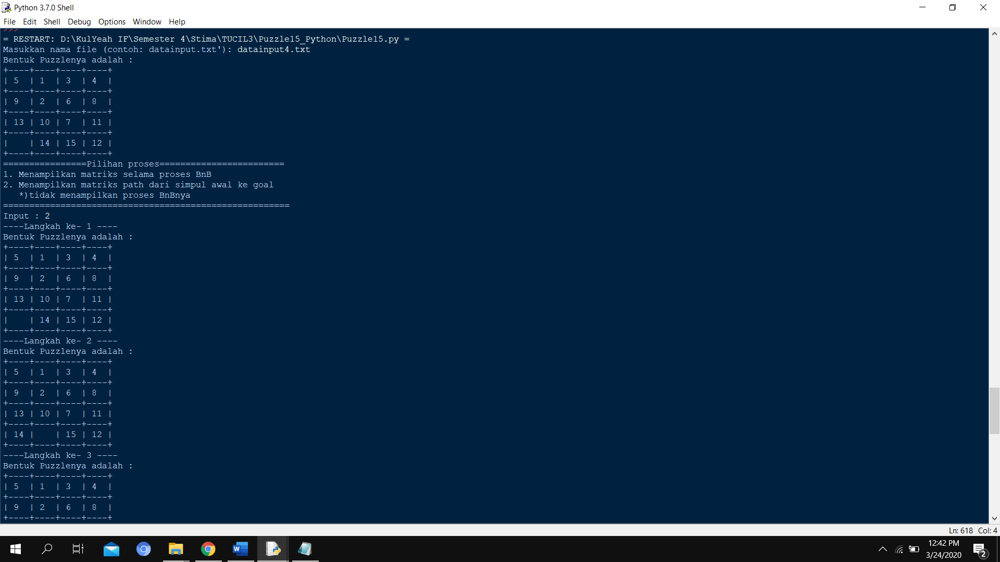 Python 3.7.0 Shell
File Edit Shell Debug Options Window Help
>>>
= RESTART: D:\KulYeah IF\Semester 4\Stima\TUCIL3\Puzzle15_Python\Puzzle15.py =
Masukkan nama file (contoh: datainput.txt'): datainput4.txt
Bentuk Puzzlenya adalah :
+----+----+----+----+
| 5  | 1  | 3  | 4  |
+----+----+----+----+
| 9  | 2  | 6  | 8  |
+----+----+----+----+
| 13 | 10 | 7  | 11 |
+----+----+----+----+
|    | 14 | 15 | 12 |
+----+----+----+----+
================Pilihan proses========================
1. Menampilkan matriks selama proses BnB
2. Menampilkan matriks path dari simpul awal ke goal
   *)tidak menampilkan proses BnBnya
=======================================================
Input : 2
----Langkah ke- 1 ----
Bentuk Puzzlenya adalah :
+----+----+----+----+
| 5  | 1  | 3  | 4  |
+----+----+----+----+
| 9  | 2  | 6  | 8  |
+----+----+----+----+
| 13 | 10 | 7  | 11 |
+----+----+----+----+
|    | 14 | 15 | 12 |
+----+----+----+----+
----Langkah ke- 2 ----
Bentuk Puzzlenya adalah :
+----+----+----+----+
| 5  | 1  | 3  | 4  |
+----+----+----+----+
| 9  | 2  | 6  | 8  |
+----+----+----+----+
| 13 | 10 | 7  | 11 |
+----+----+----+----+
| 14 |    | 15 | 12 |
+----+----+----+----+
----Langkah ke- 3 ----
Bentuk Puzzlenya adalah :
+----+----+----+----+
| 5  | 1  | 3  | 4  |
+----+----+----+----+
| 9  | 2  | 6  | 8  |
+----+----+----+----+
Ln: 618 Col: 4
12:42 PM
3/24/2020
2